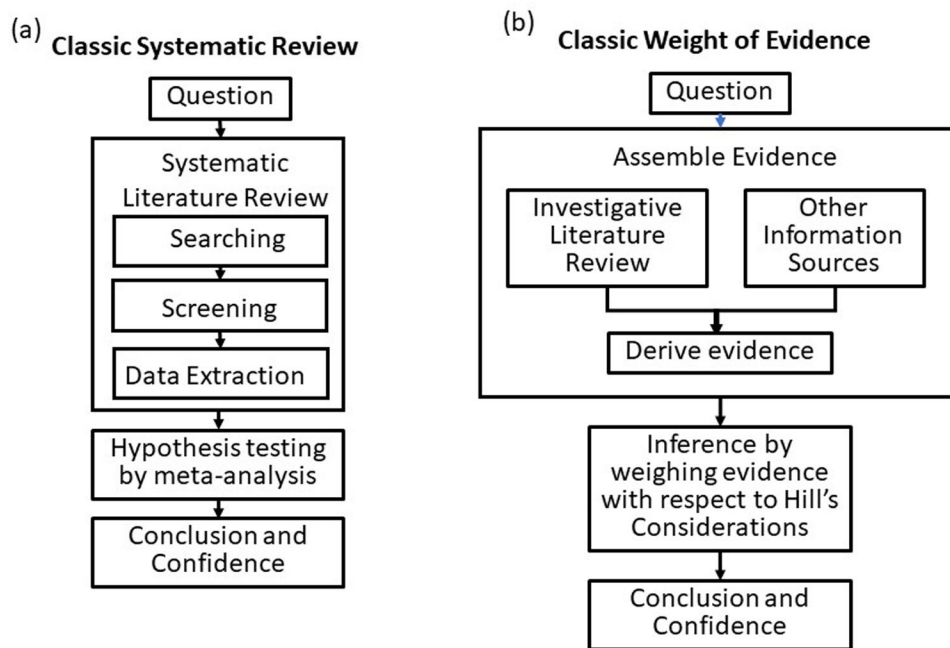 (a)
Classic Systematic Review
Question
Systematic
Literature Review
Searching
Screening
Data Extraction
Hypothesis testing
by meta-analysis
Conclusion and
Confidence
(b)
Classic Weight of Evidence
Question
Assemble Evidence
Investigative
Literature
Review
Other
Information
Sources
Derive evidence
Inference by
weighing evidence
with respect to Hill's
Considerations
Conclusion and
Confidence